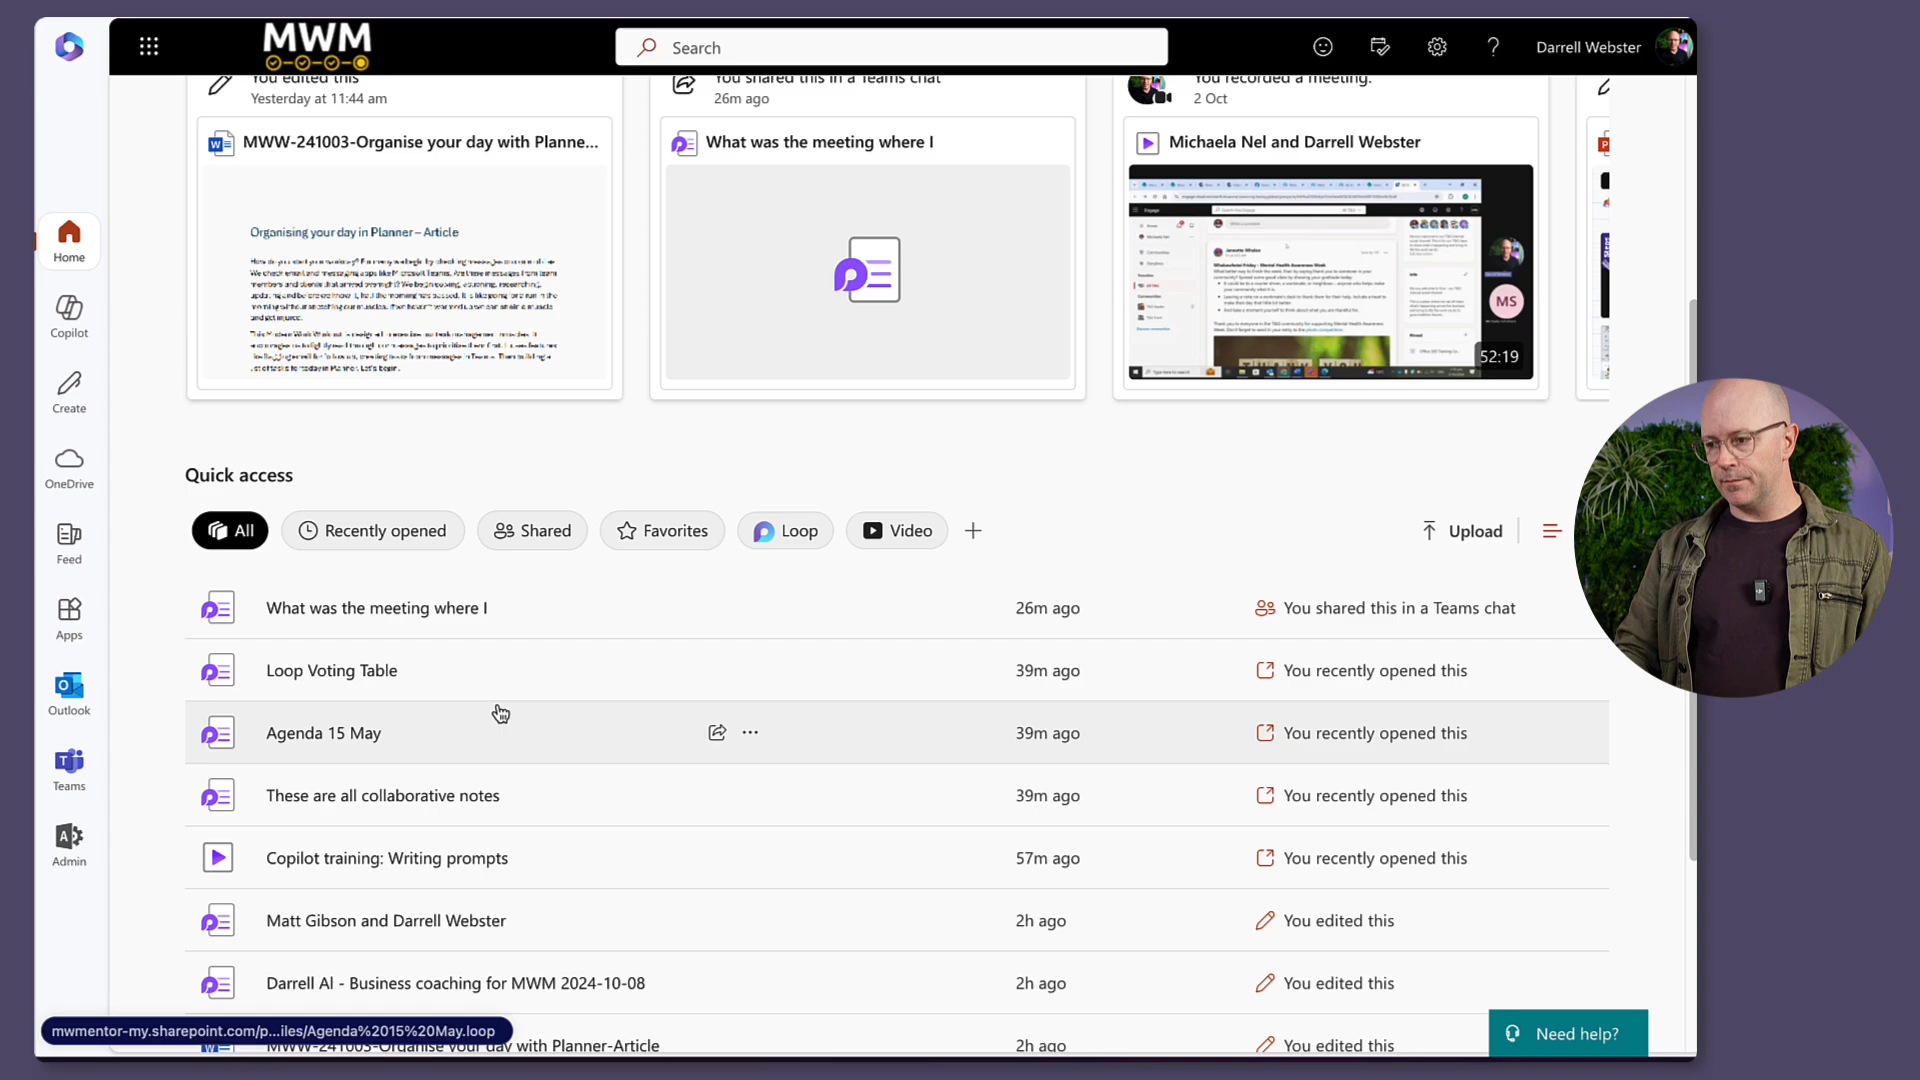 MWM
Search
Darrell Webster
Home
Copilot
Create
OneDrive
Feed
Apps
Outlook
Teams
Admin
You edited this
Yesterday at 11:44 am
MWW-241003-Organise your day with Planne...
Organising your day in Planner – Article
You shared this in a Teams chat
26m ago
What was the meeting where I
You recorded a meeting.
2 Oct
Michaela Nel and Darrell Webster
MS
52:19
Quick access
All
Recently opened
Shared
Favorites
Loop
Video
Upload
What was the meeting where I 26m ago You shared this in a Teams chat
Loop Voting Table 39m ago You recently opened this
Agenda 15 May 39m ago You recently opened this
These are all collaborative notes 39m ago You recently opened this
Copilot training: Writing prompts 57m ago You recently opened this
Matt Gibson and Darrell Webster 2h ago You edited this
Darrell Al - Business coaching for MWM 2024-10-08 2h ago You edited this
MWW-241003-Organise your day with Planner-Article 2h ago You edited this
mwmentor-my.sharepoint.com/p...iles/Agenda%2015%20May.loop
Need help?